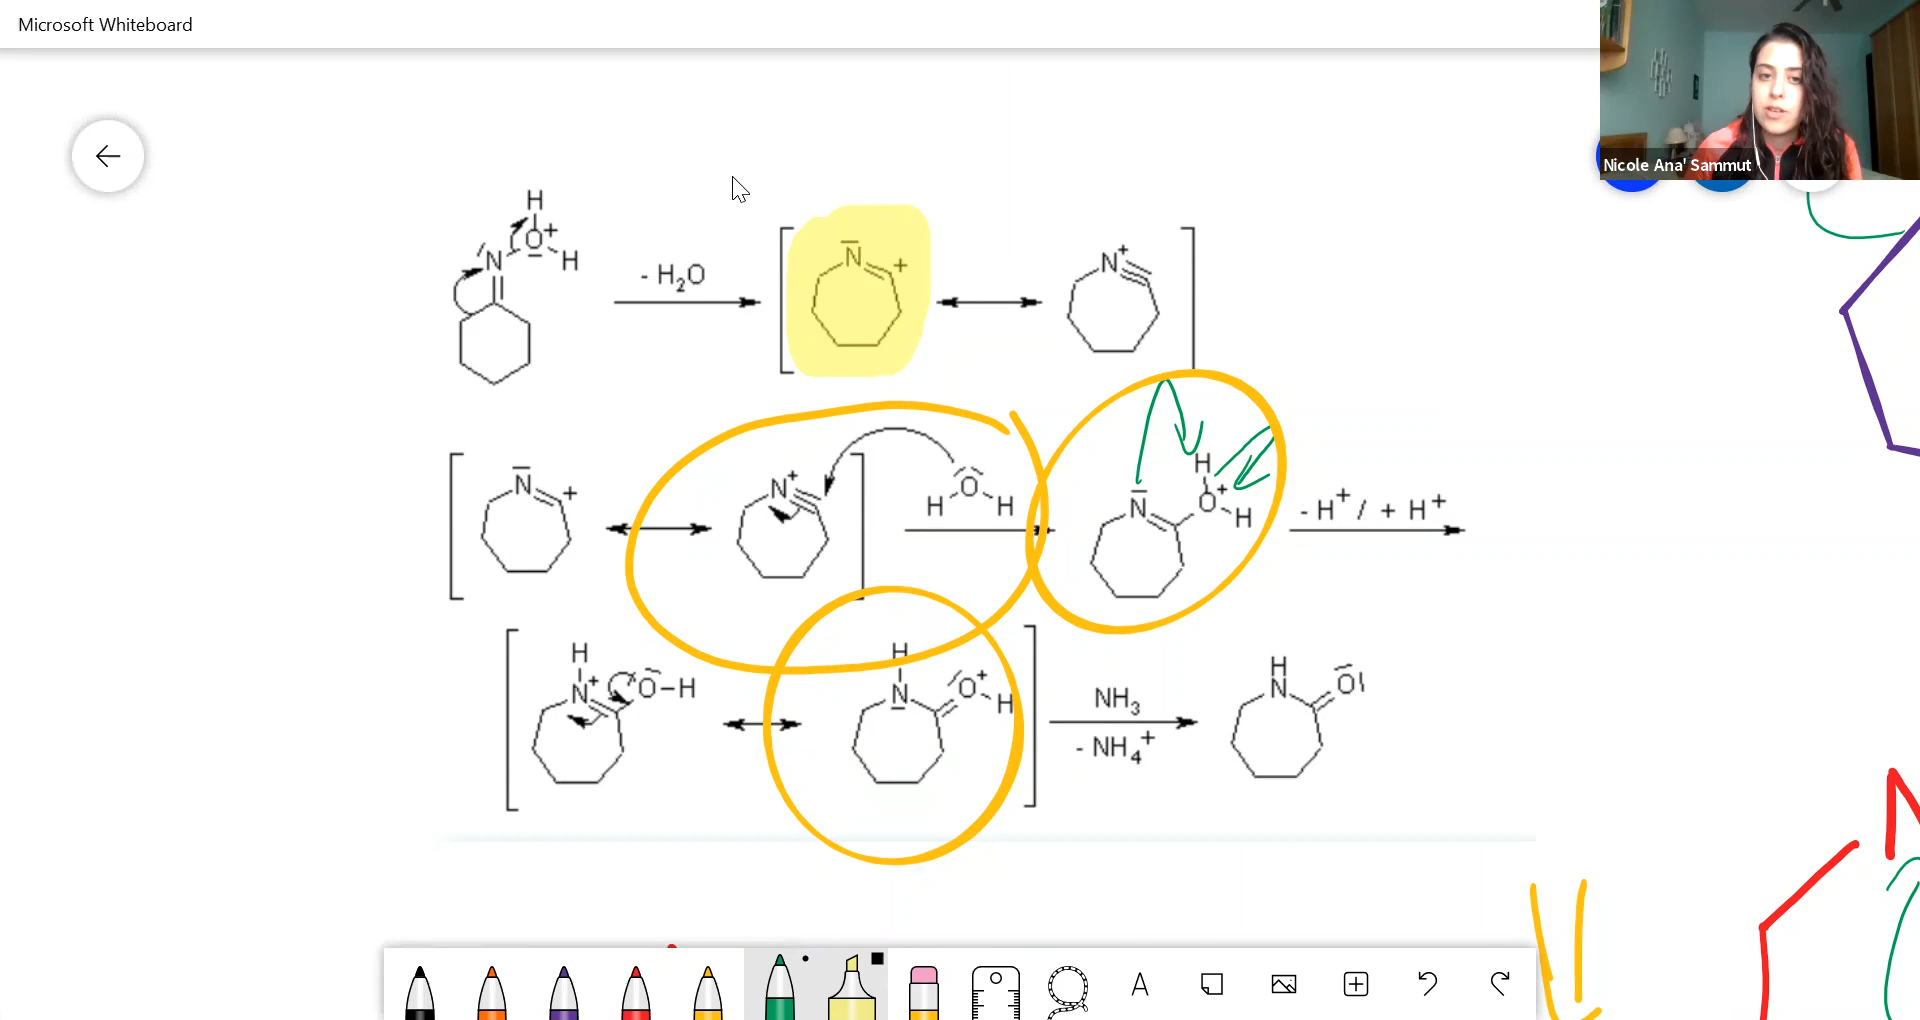 Microsoft Whiteboard
Nicole Ana' Sammut
H
O+
N
H
- H2O
N
+
N+
N
+
N+
O
H H
H
N
O+
H
- H+ / + H+
H
N+
O-H
H
N
O+
H
NH3
- NH4+
H
N
O
A